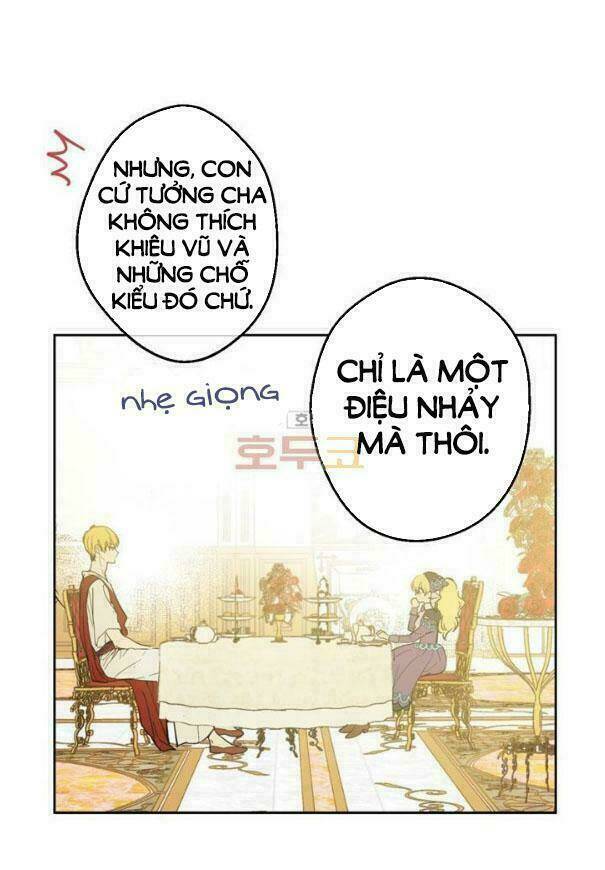 NHƯNG, CON
CỨ TƯỞNG CHA
KHÔNG THÍCH
KHIÊU VŨ VÀ
NHỮNG CHỖ
KIỂU ĐÓ CHỨ.
CHỈ LÀ MỘT
ĐIỆU NHẢY
MÀ THÔI.
nhẹ giọng
호
호두코